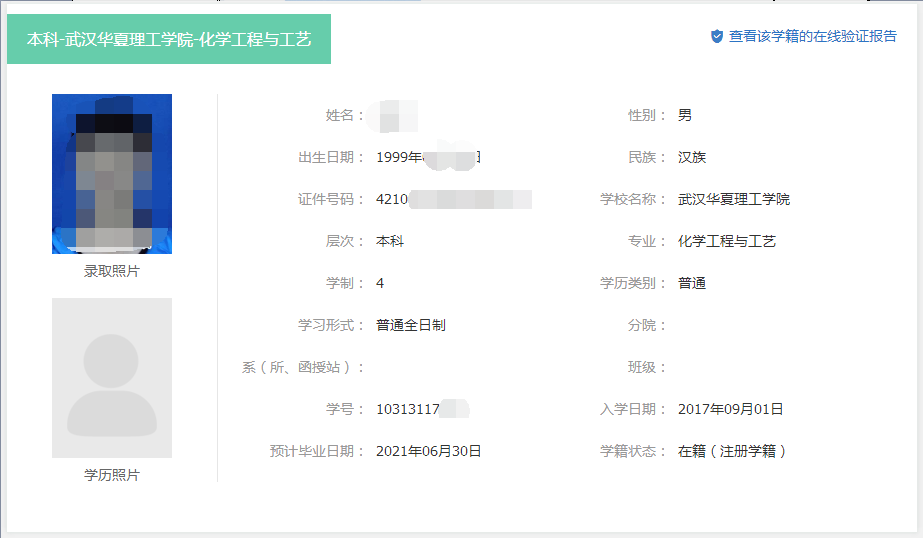 本科-武汉华夏理工学院-化学工程与工艺
查看该学籍的在线验证报告
录取照片
学历照片
姓名：
性别： 男
出生日期： 1999年
民族： 汉族
证件号码： 4210
学校名称： 武汉华夏理工学院
层次： 本科
专业： 化学工程与工艺
学制： 4
学历类别： 普通
学习形式： 普通全日制
分院：
系（所、函授站）：
班级：
学号： 10313117
入学日期： 2017年09月01日
预计毕业日期： 2021年06月30日
学籍状态： 在籍（注册学籍）